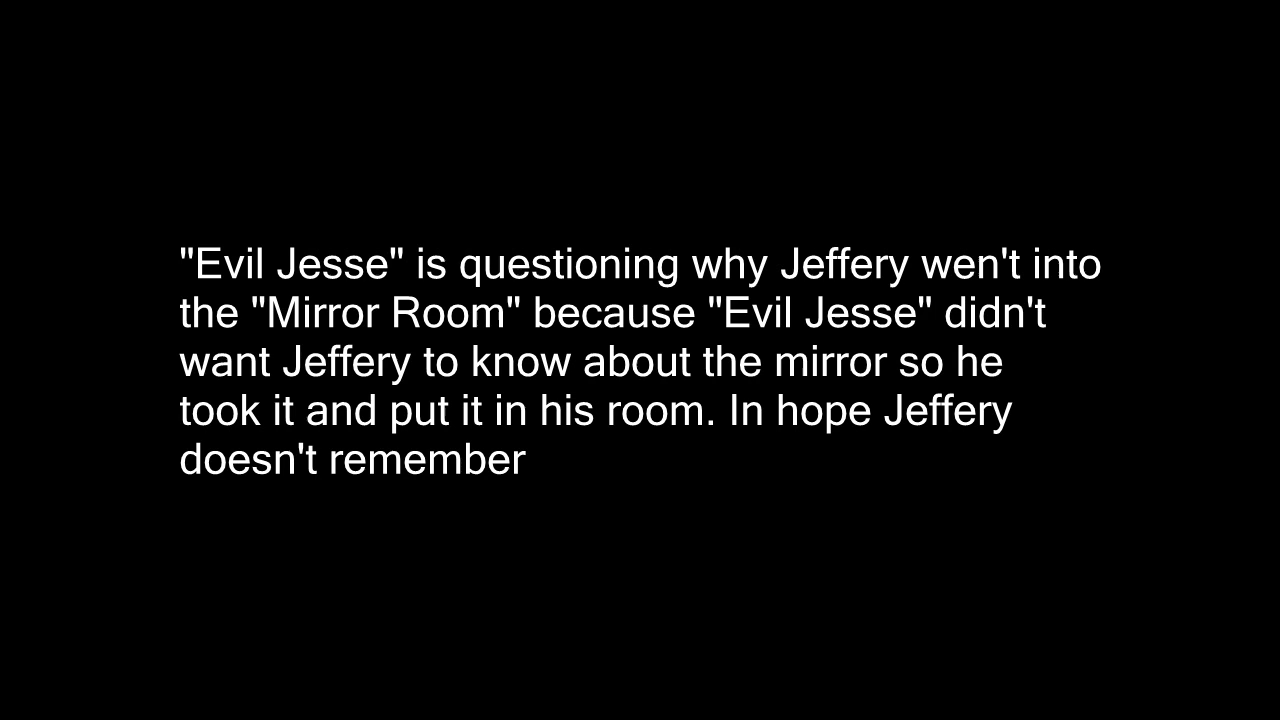 "Evil Jesse" is questioning why Jeffery wen't into
the "Mirror Room" because "Evil Jesse" didn't
want Jeffery to know about the mirror so he
took it and put it in his room. In hope Jeffery
doesn't remember